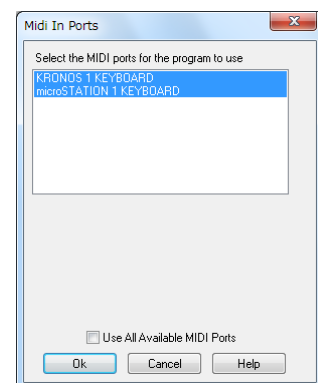 Midi In Ports
Select the MIDI ports for the program to use
KRONOS 1 KEYBOARD
microSTATION 1 KEYBOARD
Use All Available MIDI Ports
Ok Cancel Help